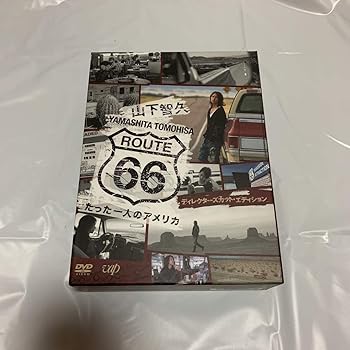 山下智久
YAMASHITA TOMOHISA
ROUTE
66
ディレクターズカット・エディション
たった一人のアメリカ
DVD
VIDEO
vap